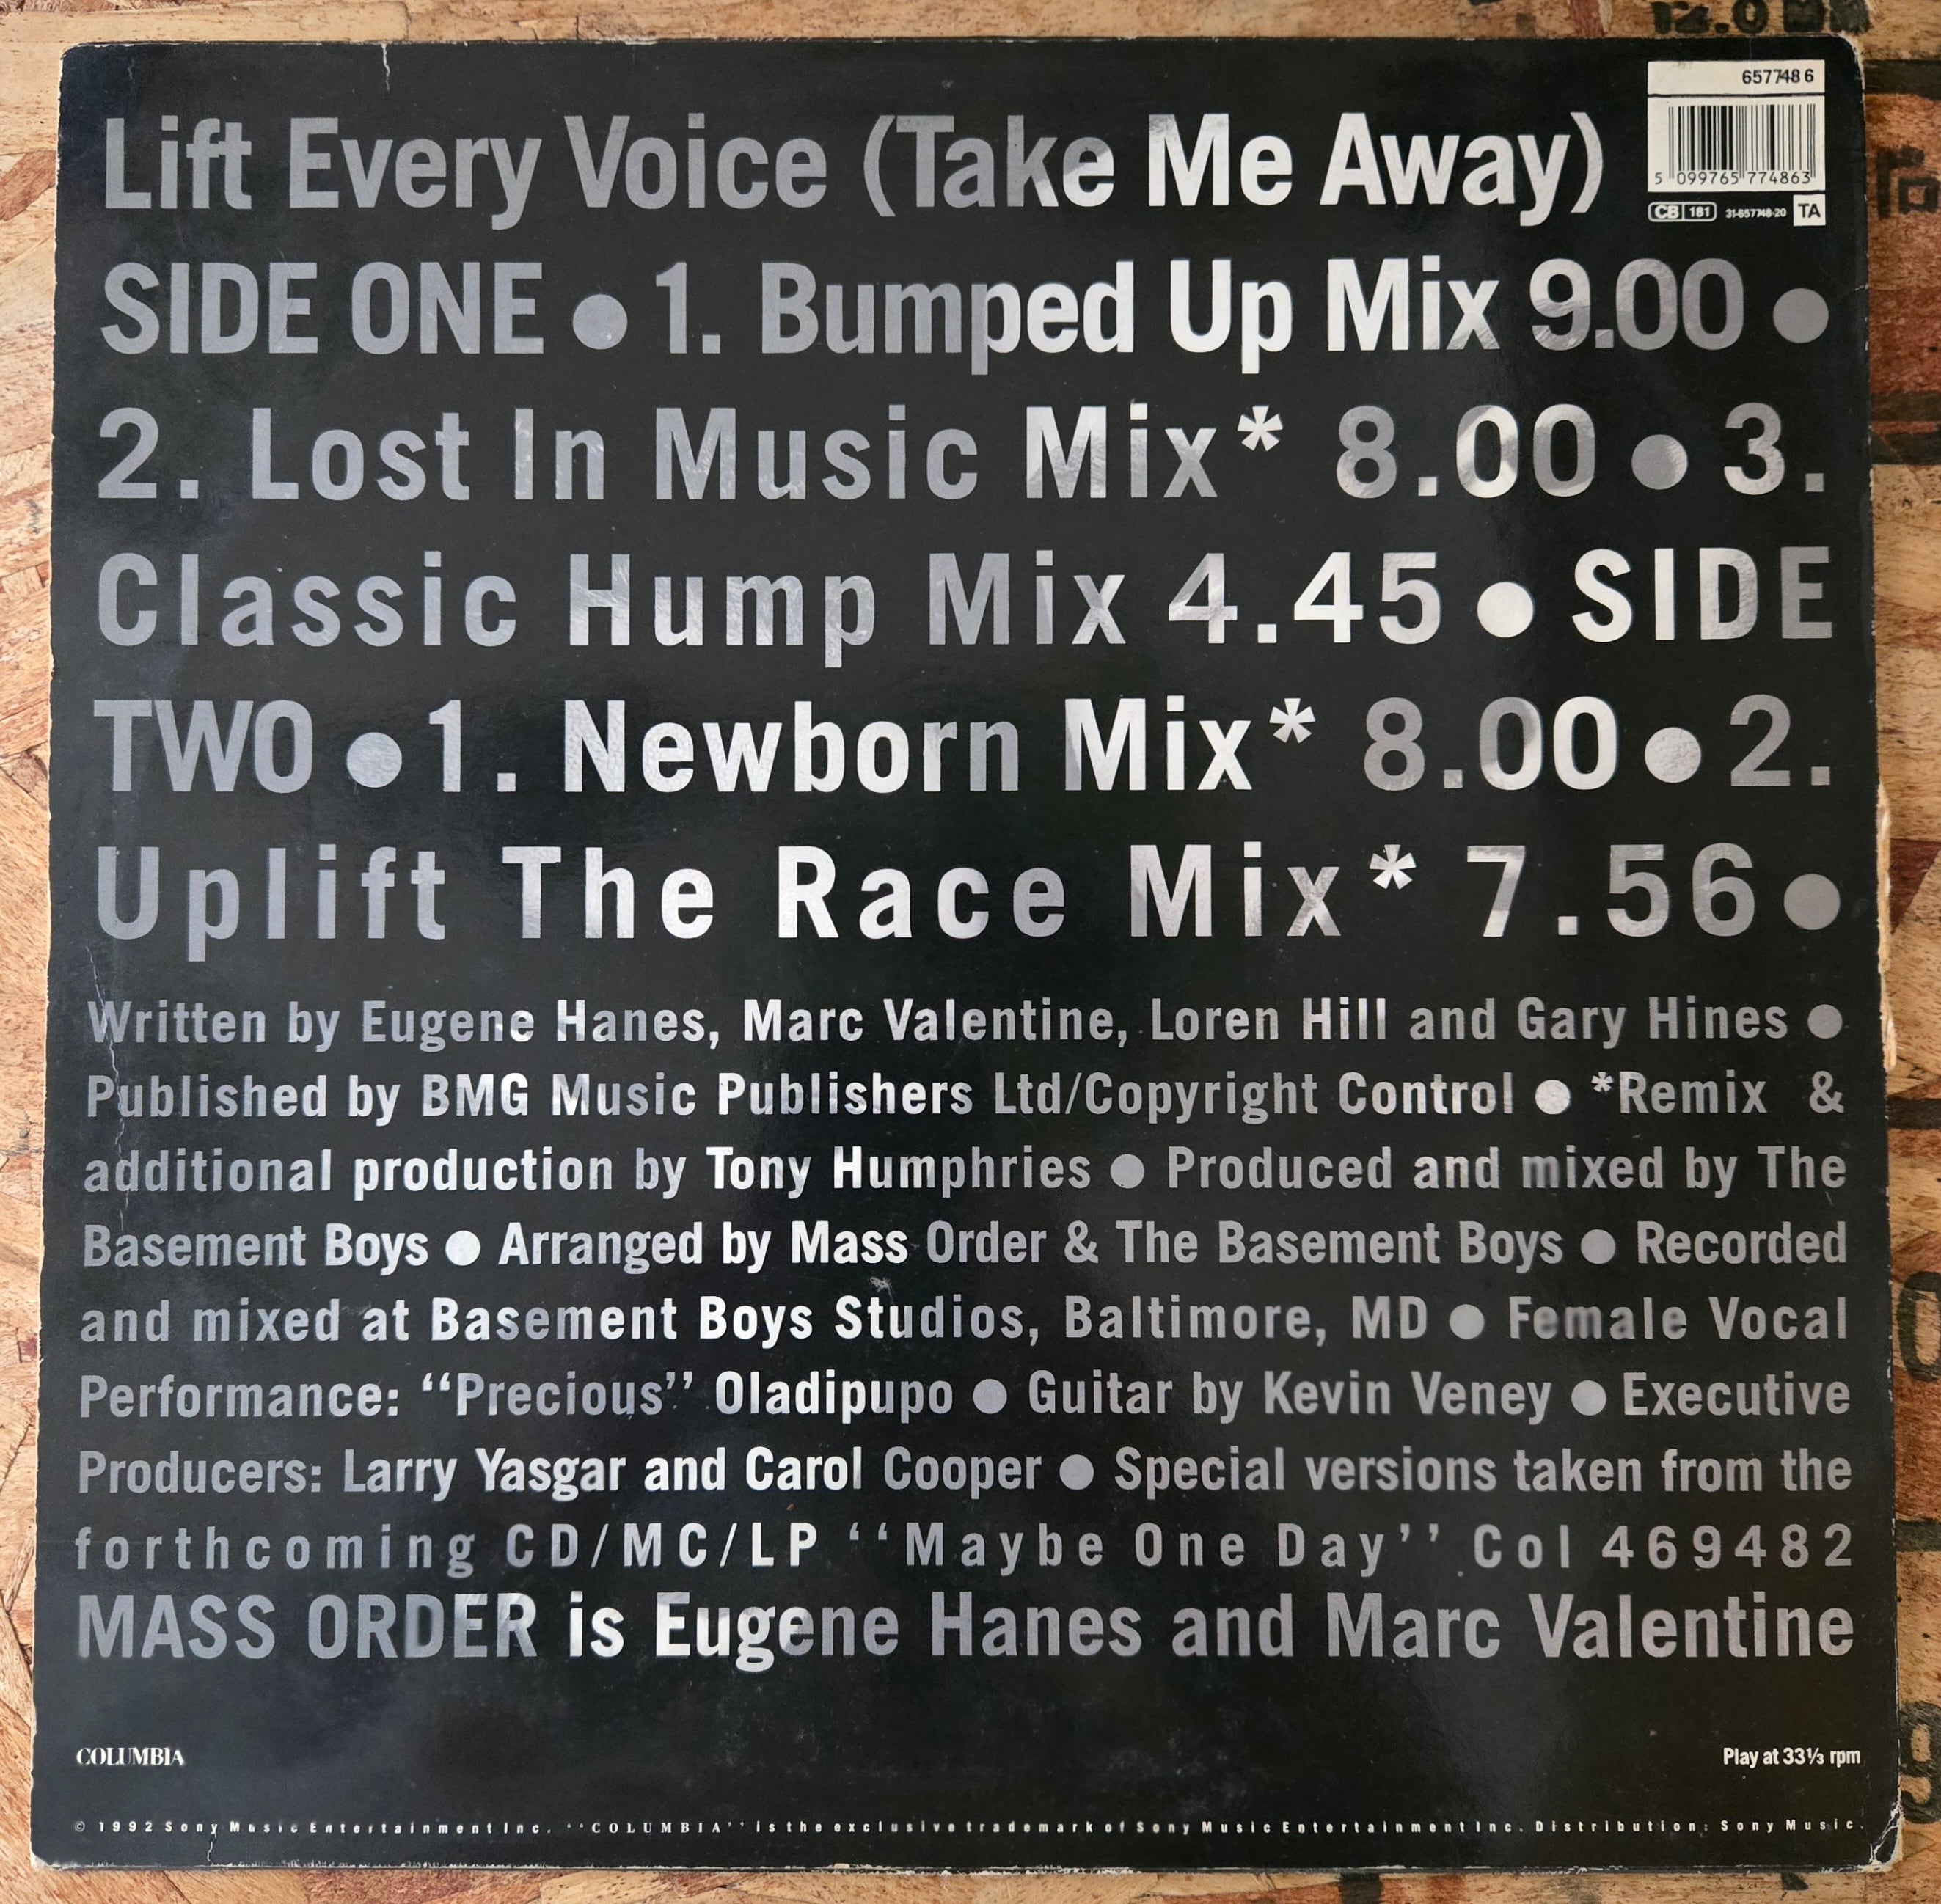 12.0
657748 6
Lift Every Voice (Take Me Away)
5 099765 774863
CB 181 31-657748-20 TA
SIDE ONE ● 1. Bumped Up Mix 9.00 ●
2. Lost In Music Mix* 8.00 ● 3.
Classic Hump Mix 4.45 ● SIDE
TWO ● 1. Newborn Mix* 8.00 ● 2.
Uplift The Race Mix* 7.56 ●
Written by Eugene Hanes, Marc Valentine, Loren Hill and Gary Hines ●
Published by BMG Music Publishers Ltd/Copyright Control ● *Remix &
additional production by Tony Humphries ● Produced and mixed by The
Basement Boys ● Arranged by Mass Order & The Basement Boys ● Recorded
and mixed at Basement Boys Studios, Baltimore, MD ● Female Vocal
Performance: “Precious” Oladipupo ● Guitar by Kevin Veney ● Executive
Producers: Larry Yasgar and Carol Cooper ● Special versions taken from the
forthcoming CD/MC/LP ‘‘Maybe One Day’’ Col 469482
MASS ORDER is Eugene Hanes and Marc Valentine
COLUMBIA
Play at 33⅓ rpm
© 1992 Sony Music Entertainment Inc. ‘‘COLUMBIA’’ is the exclusive trademark of Sony Music Entertainment Inc. Distribution: Sony Music.